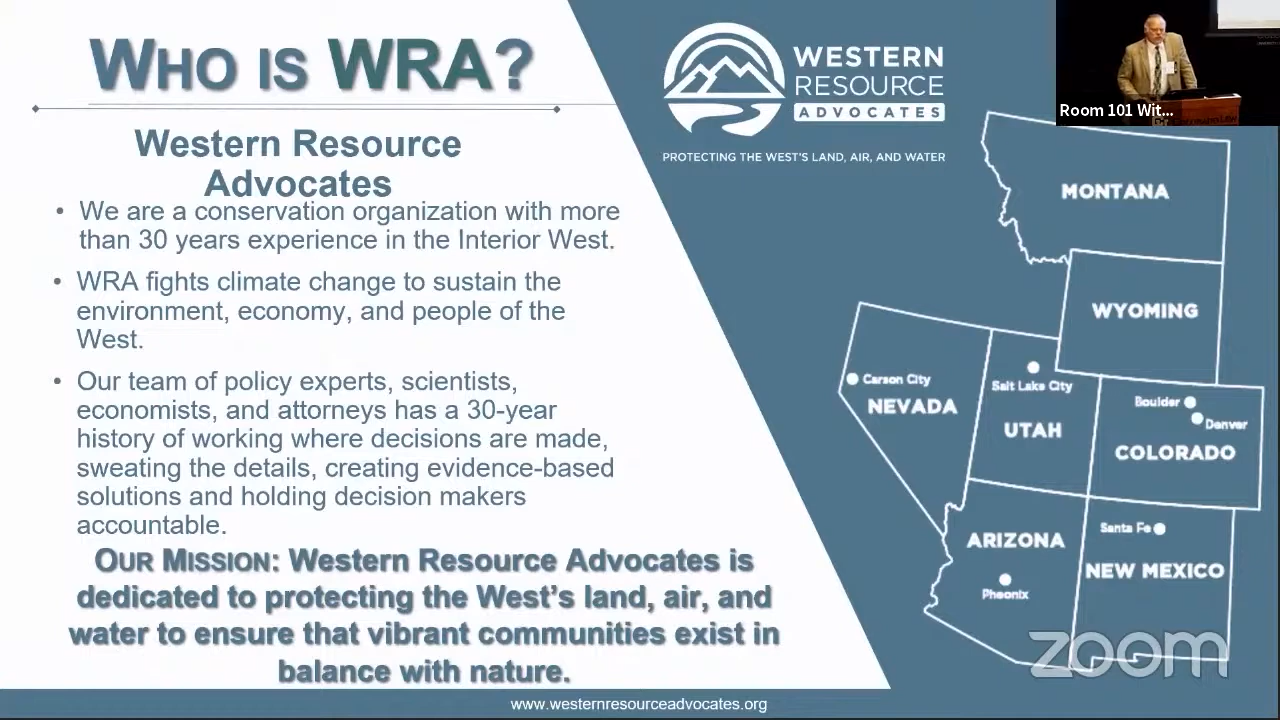 WHO IS WRA?
Western Resource
Advocates
• We are a conservation organization with more
than 30 years experience in the Interior West.
• WRA fights climate change to sustain the
environment, economy, and people of the
West.
• Our team of policy experts, scientists,
economists, and attorneys has a 30-year
history of working where decisions are made,
sweating the details, creating evidence-based
solutions and holding decision makers
accountable.
OUR MISSION: Western Resource Advocates is
dedicated to protecting the West’s land, air, and
water to ensure that vibrant communities exist in
balance with nature.
WESTERN
RESOURCE
ADVOCATES
PROTECTING THE WEST'S LAND, AIR, AND WATER
Room 101 Wit...
MONTANA
WYOMING
Carson City
NEVADA
Salt Lake City
UTAH
Boulder
Denver
COLORADO
ARIZONA
Pheonix
Santa Fe
NEW MEXICO
zoom
www.westernresourceadvocates.org